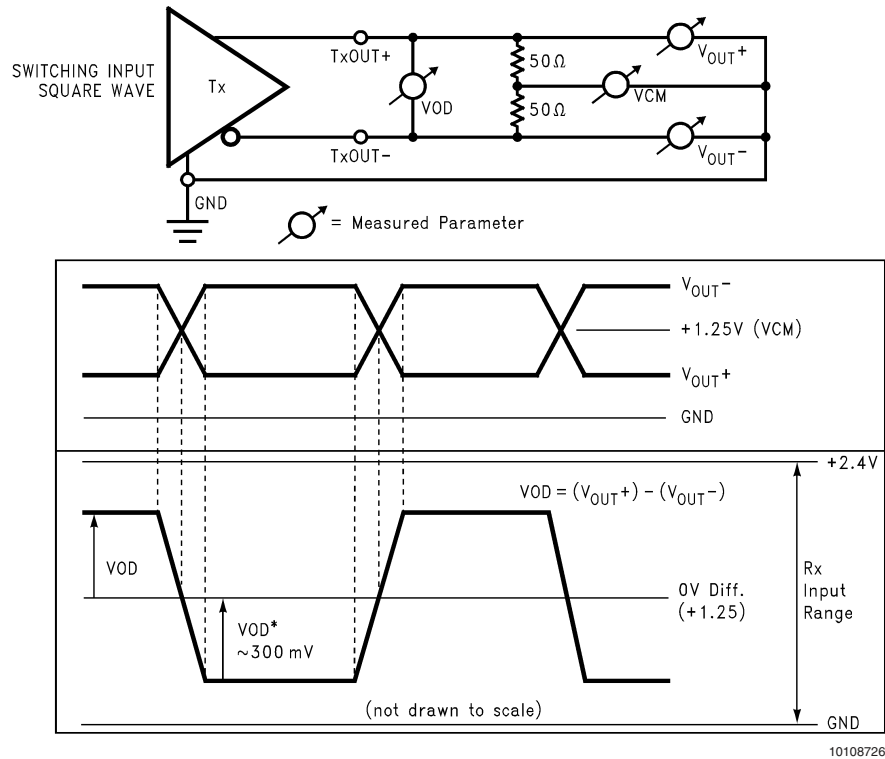 SWITCHING INPUT
SQUARE WAVE
Tx
TxOUT+
TxOUT−
VOD
50Ω
50Ω
VOUT+
VCM
VOUT−
GND
= Measured Parameter
VOUT−
+1.25V (VCM)
VOUT+
GND
+2.4V
VOD = (VOUT+) − (VOUT−)
VOD
VOD*
~300 mV
0V Diff.
(+1.25)
Rx
Input
Range
(not drawn to scale)
GND
10108726